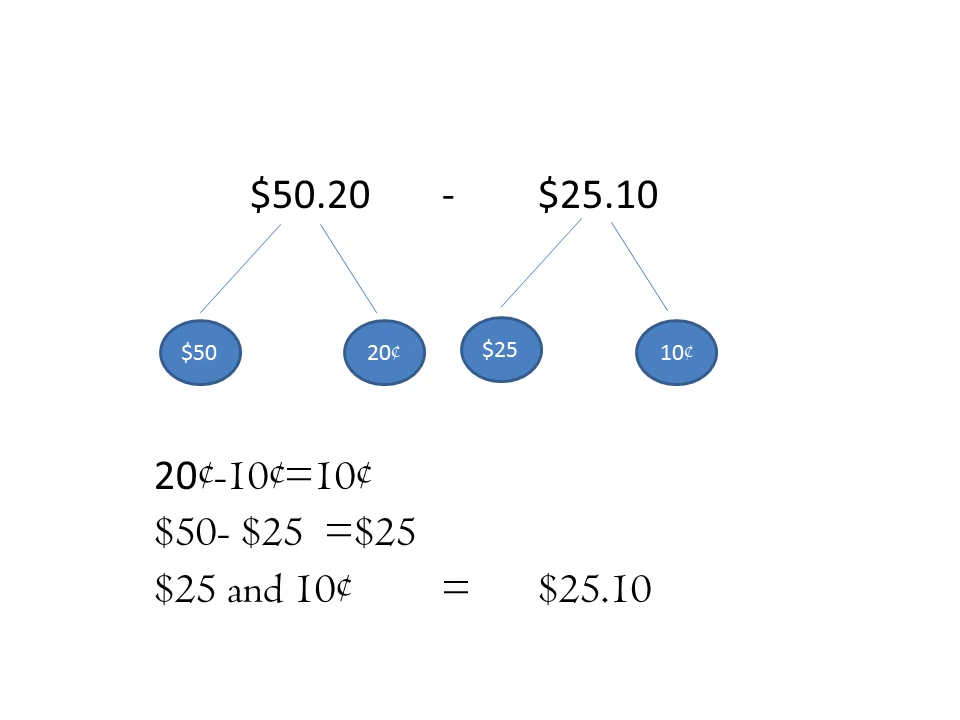 $50.20 - $25.10
$50 20¢ $25 10¢
20¢-10¢=10¢
$50- $25 =$25
$25 and 10¢ = $25.10